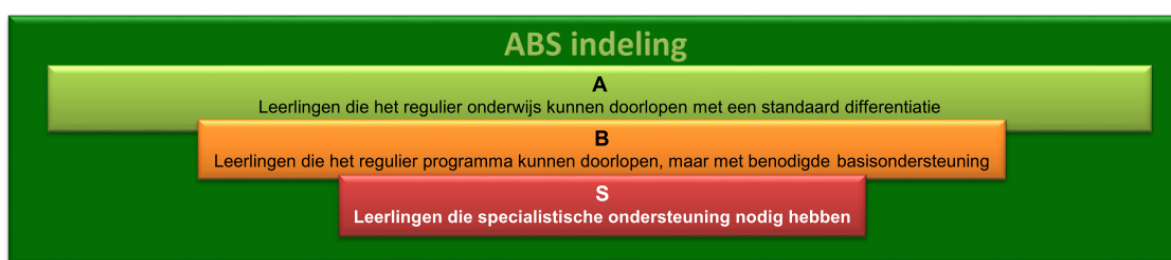 ABS indeling
A
Leerlingen die het regulier onderwijs kunnen doorlopen met een standaard differentiatie
B
Leerlingen die het regulier programma kunnen doorlopen, maar met benodigde basisondersteuning
S
Leerlingen die specialistische ondersteuning nodig hebben